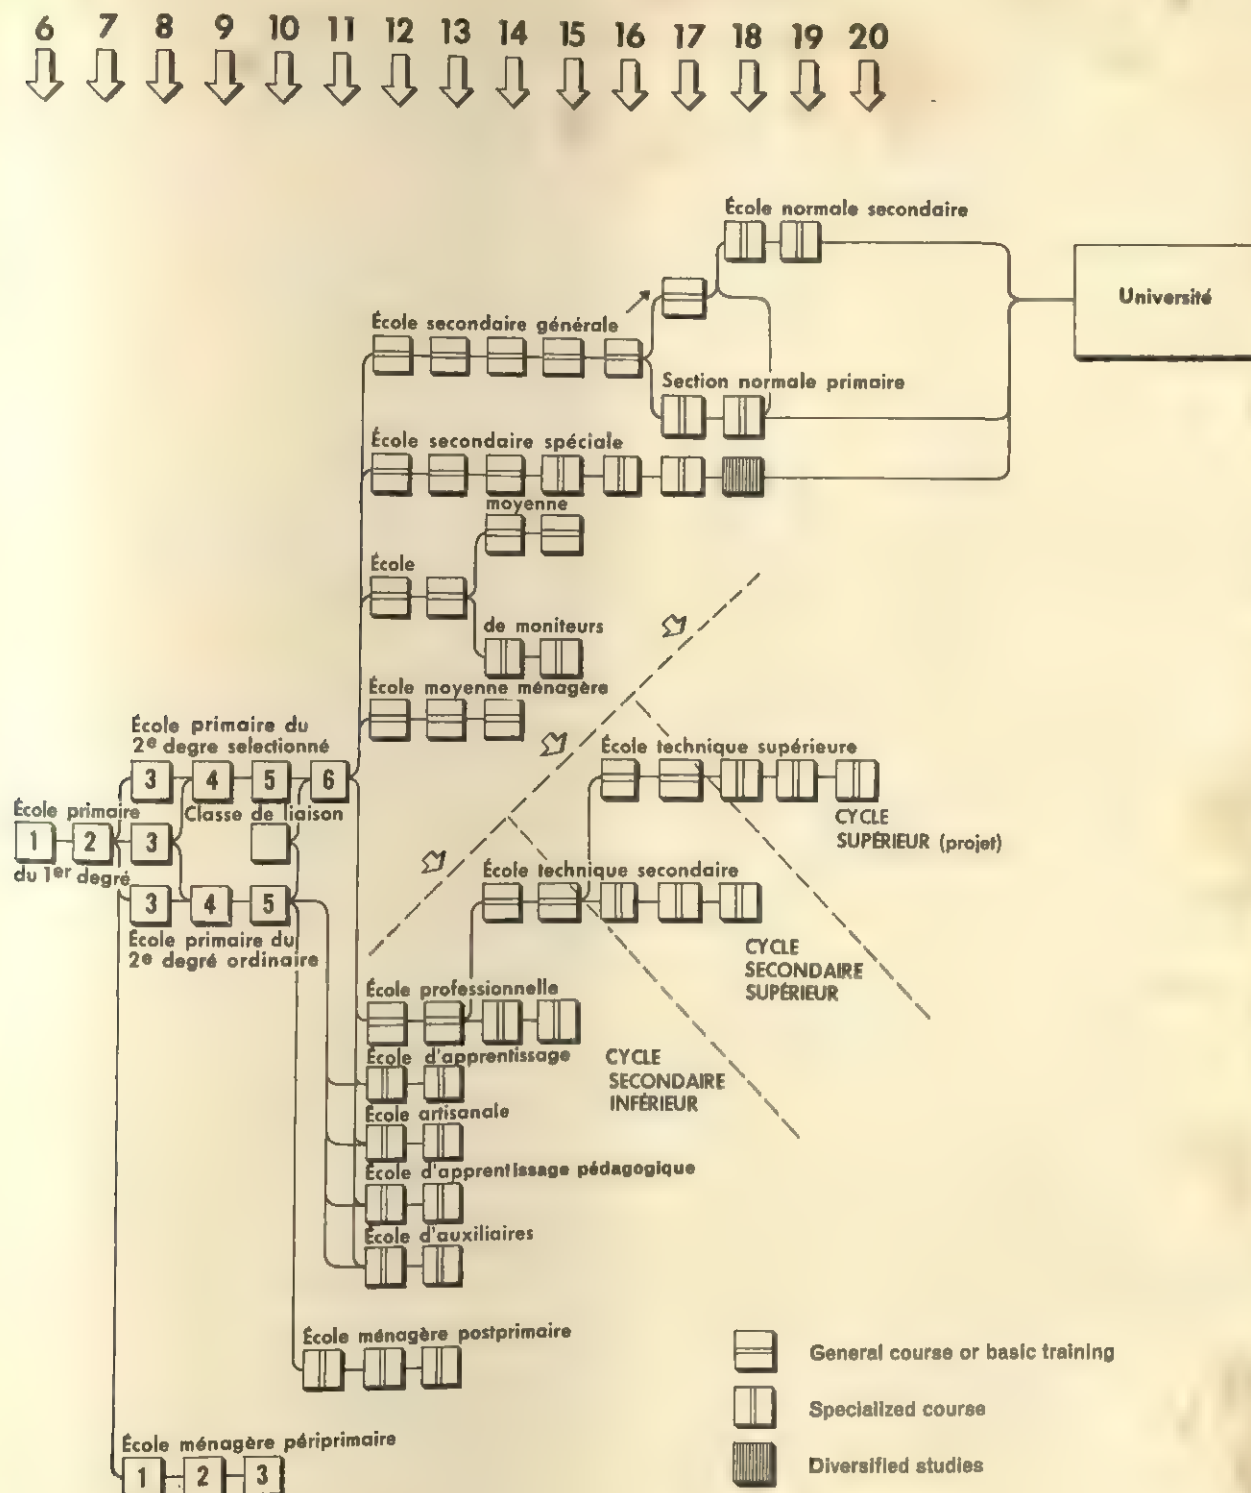 6 7 8 9 10 11 12 13 14 15 16 17 18 19 20
École normale secondaire
Université
École secondaire générale
Section normale primaire
École secondaire spéciale
moyenne
École
de moniteurs
École moyenne ménagère
École primaire du
2e degre selectionné
3 4 5 6
École technique supérieure
École primaire
Classe de liaison
1 2 3
du 1er degré
CYCLE
SUPÉRIEUR (projet)
École technique secondaire
3 4 5
École primaire du
2e degré ordinaire
CYCLE
SECONDAIRE
SUPÉRIEUR
École professionnelle
École d'apprentissage
CYCLE
SECONDAIRE
INFÉRIEUR
École artisanale
École d'apprentissage pédagogique
École d'auxiliaires
École ménagère postprimaire
General course or basic training
Specialized course
École ménagère périprimaire
1 2 3
Diversified studies